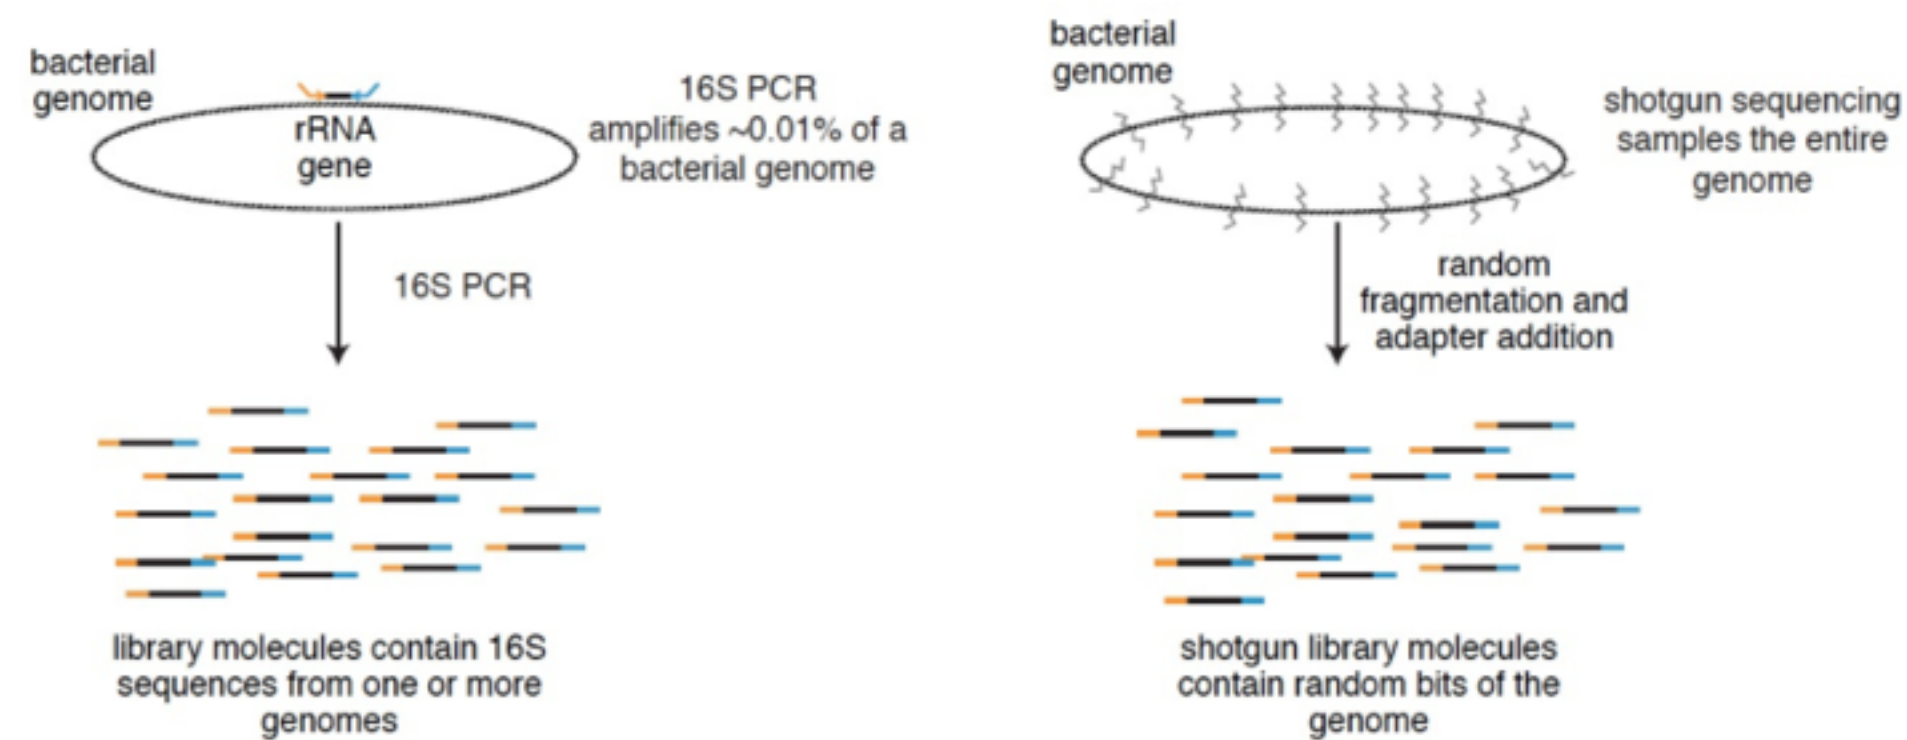 bacterial
genome
rRNA
gene
16S PCR
amplifies ~0.01% of a
bacterial genome
16S PCR
library molecules contain 16S
sequences from one or more
genomes
bacterial
genome
shotgun sequencing
samples the entire
genome
random
fragmentation and
adapter addition
shotgun library molecules
contain random bits of the
genome